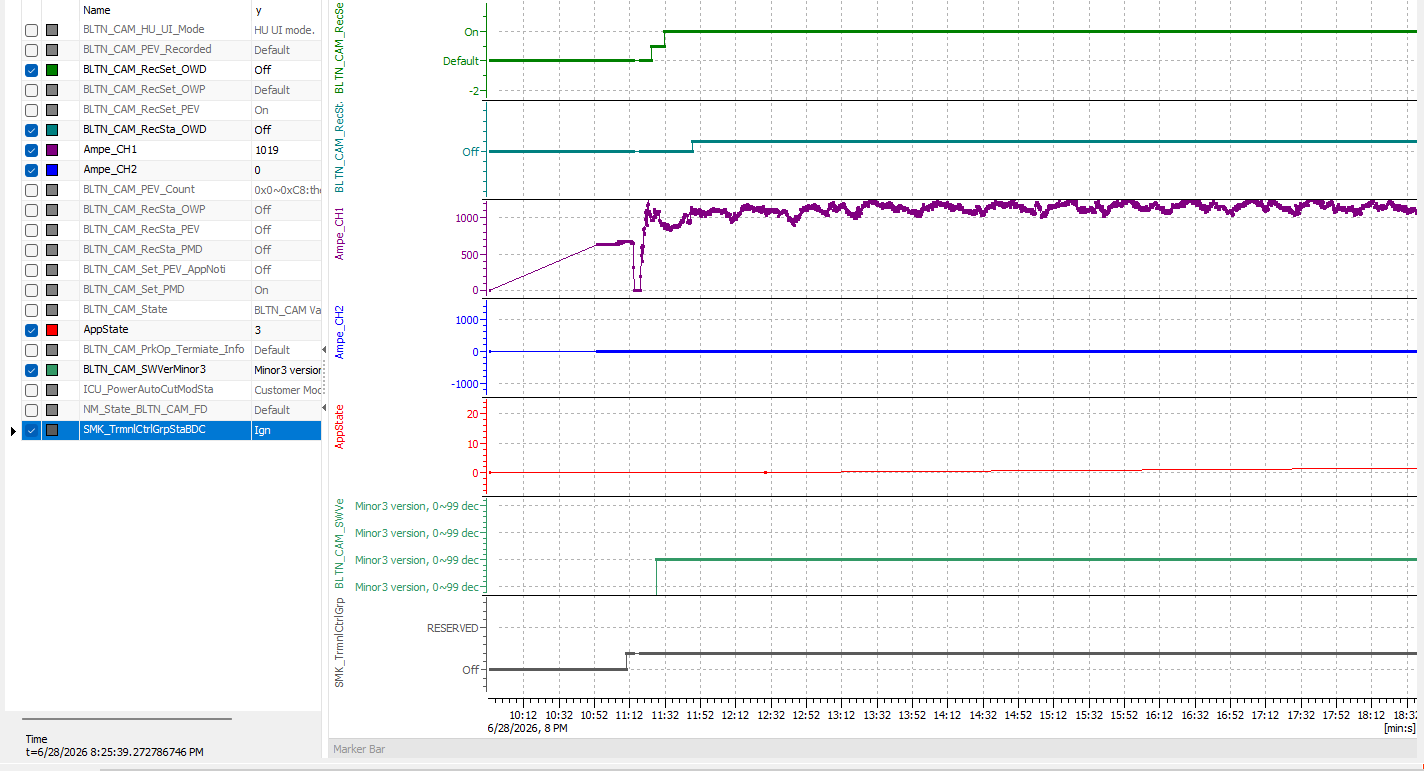 Name y
BLTN_CAM_HU_UI_Mode HU UI mode.
BLTN_CAM_PEV_Recorded Default
BLTN_CAM_RecSet_OWD Off
BLTN_CAM_RecSet_OWP Default
BLTN_CAM_RecSet_PEV On
BLTN_CAM_RecSta_OWD Off
Ampe_CH1 1019
Ampe_CH2 0
BLTN_CAM_PEV_Count 0x0~0xC8:the
BLTN_CAM_RecSta_OWP Off
BLTN_CAM_RecSta_PEV Off
BLTN_CAM_RecSta_PMD Off
BLTN_CAM_Set_PEV_AppNoti Off
BLTN_CAM_Set_PMD On
BLTN_CAM_State BLTN_CAM Va
AppState 3
BLTN_CAM_PrkOp_Termiate_Info Default
BLTN_CAM_SWVerMinor3 Minor3 version
ICU_PowerAutoCutModSta Customer Mod
NM_State_BLTN_CAM_FD Default
SMK_TrmnlCtrlGrpStaBDC Ign
Time
t=6/28/2026 8:25:39.272786746 PM
BLTN_CAM_RecSe
On
Default
-2
BLTN_CAM_RecSt.
Off
Ampe_CH1
1000
500
0
Ampe_CH2
1000
0
-1000
AppState
20
10
0
BLTN_CAM_SWVe
Minor3 version, 0~99 dec
Minor3 version, 0~99 dec
Minor3 version, 0~99 dec
Minor3 version, 0~99 dec
SMK_TrmnlCtrlGrp
RESERVED
Off
10:12 10:32 10:52 11:12 11:32 11:52 12:12 12:32 12:52 13:12 13:32 13:52 14:12 14:32 14:52 15:12 15:32 15:52 16:12 16:32 16:52 17:12 17:32 17:52 18:12 18:32
6/28/2026, 8 PM [min:s]
Marker Bar